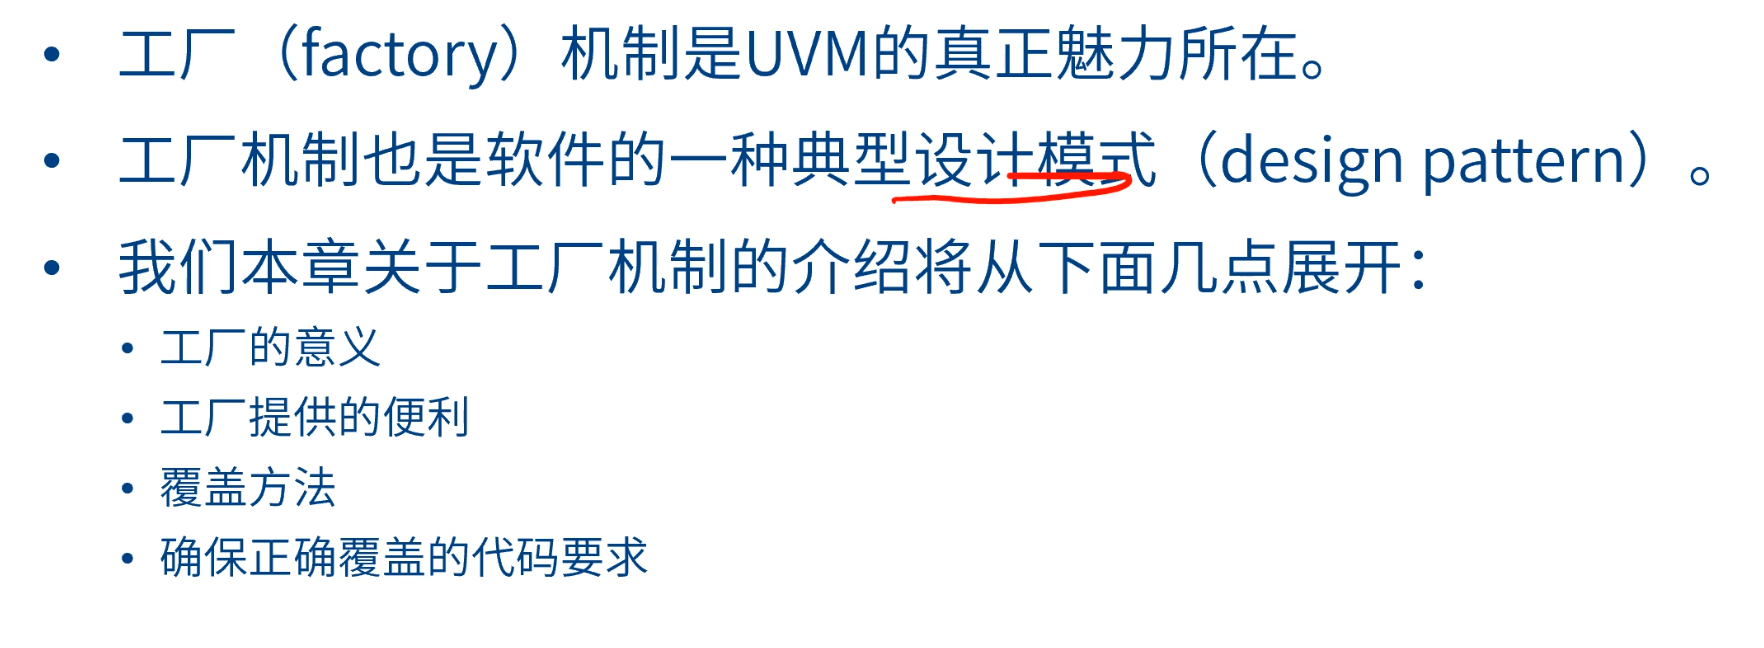 • 工厂（factory）机制是UVM的真正魅力所在。
• 工厂机制也是软件的一种典型设计模式（design pattern）。
• 我们本章关于工厂机制的介绍将从下面几点展开：
• 工厂的意义
• 工厂提供的便利
• 覆盖方法
• 确保正确覆盖的代码要求